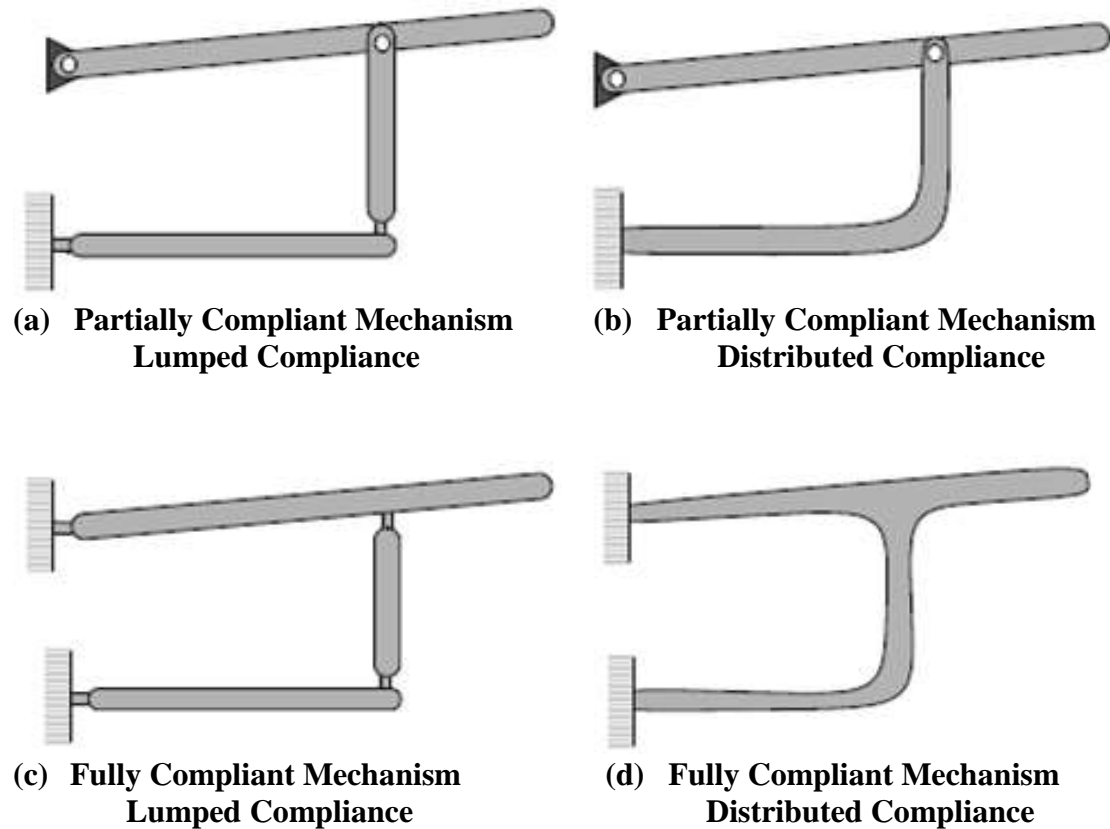 (a) Partially Compliant Mechanism
Lumped Compliance
(b) Partially Compliant Mechanism
Distributed Compliance
(c) Fully Compliant Mechanism
Lumped Compliance
(d) Fully Compliant Mechanism
Distributed Compliance